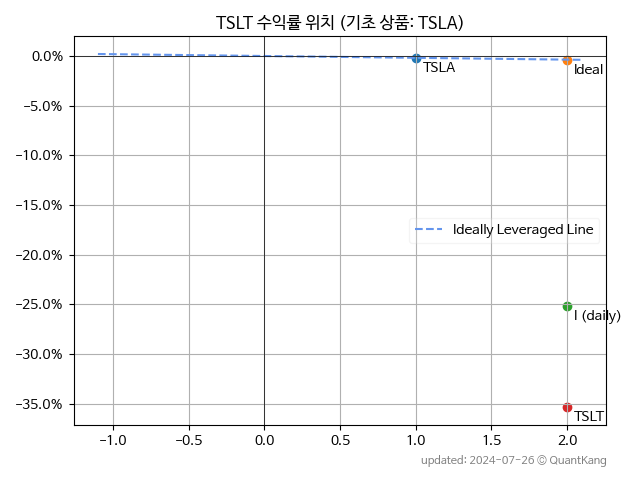 TSLT 수익률 위치 (기초 상품: TSLA)
0.0%
−5.0%
−10.0%
−15.0%
−20.0%
−25.0%
−30.0%
−35.0%
TSLA
Ideal
Ideally Leveraged Line
I (daily)
TSLT
−1.0 −0.5 0.0 0.5 1.0 1.5 2.0
updated: 2024-07-26 © QuantKang